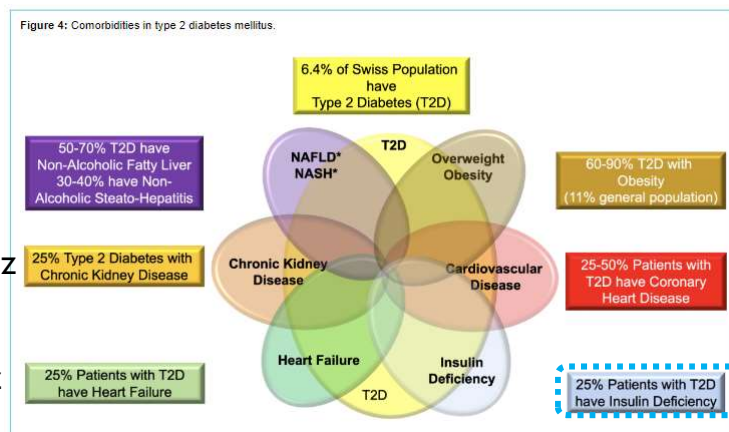 Figure 4: Comorbidities in type 2 diabetes mellitus.
6.4% of Swiss Population
have
Type 2 Diabetes (T2D)
50-70% T2D have
Non-Alcoholic Fatty Liver
30-40% have Non-
Alcoholic Steato-Hepatitis
NAFLD*
NASH*
T2D
Overweight
Obesity
60-90% T2D with
Obesity
(11% general population)
z
25% Type 2 Diabetes with
Chronic Kidney Disease
Chronic Kidney
Disease
Cardiovascular
Disease
25-50% Patients with
T2D have Coronary
Heart Disease
25% Patients with T2D
have Heart Failure
Heart Failure
T2D
Insulin
Deficiency
25% Patients with T2D
have Insulin Deficiency